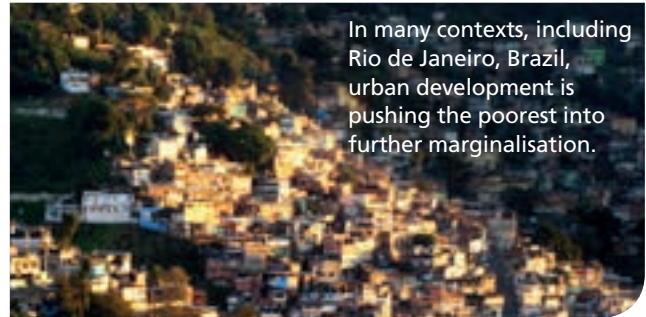 In many contexts, including
Rio de Janeiro, Brazil,
urban development is
pushing the poorest into
further marginalisation.